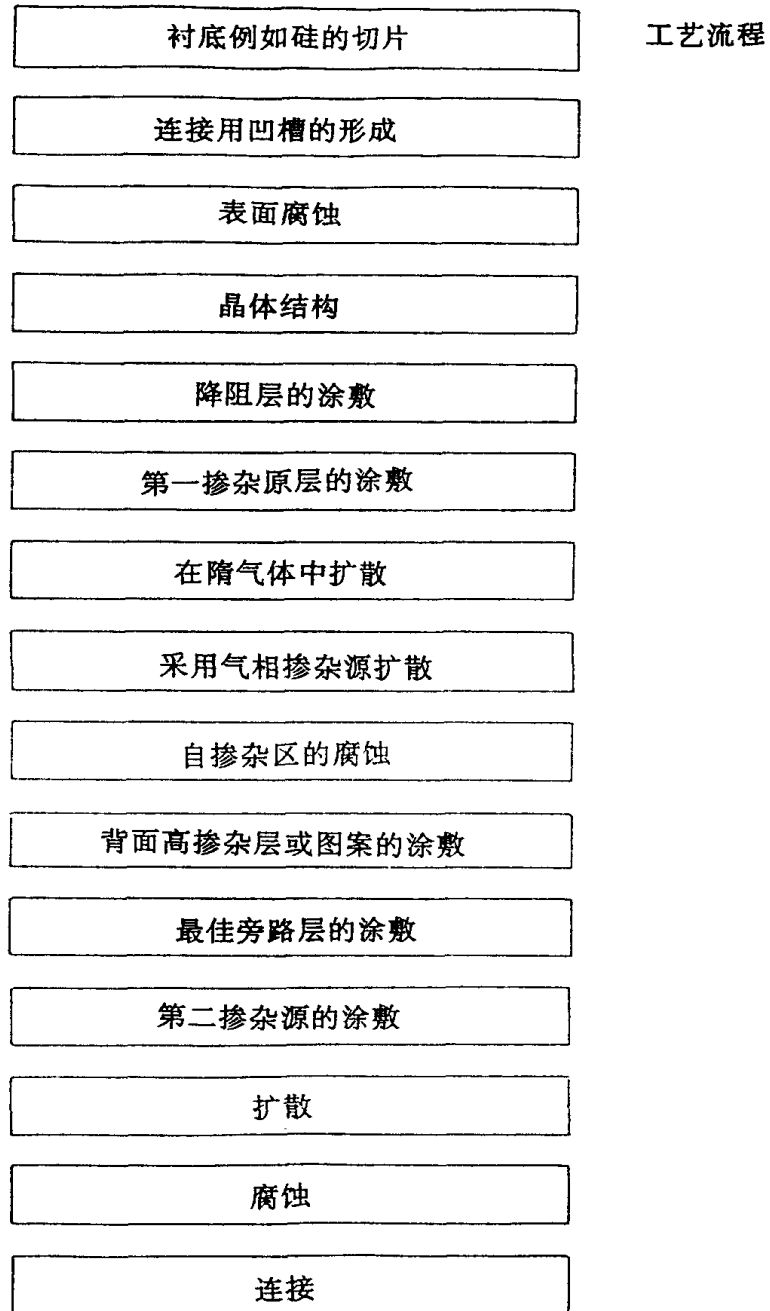 衬底例如硅的切片
工艺流程
连接用凹槽的形成
表面腐蚀
晶体结构
降阻层的涂敷
第一掺杂原层的涂敷
在隋气体中扩散
采用气相掺杂源扩散
自掺杂区的腐蚀
背面高掺杂层或图案的涂敷
最佳旁路层的涂敷
第二掺杂源的涂敷
扩散
腐蚀
连接